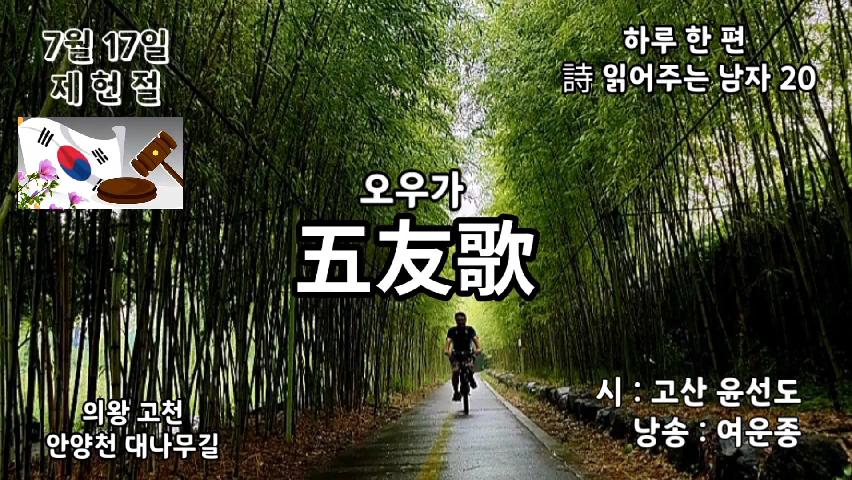 7월 17일
제 헌 절
하루 한 편
詩 읽어주는 남자 20
오우가
五友歌
의왕 고천
안양천 대나무길
시 : 고산 윤선도
낭송 : 여운종